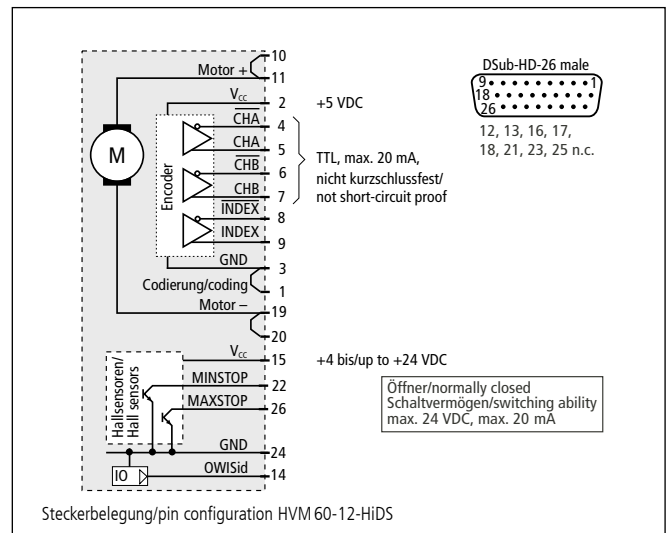 10
Motor + 11
DSub-HD-26 male
9 1
18
26
Vcc 2 +5 VDC
CHA 4
CHA 5
CHB 6
CHB 7
INDEX 8
INDEX 9
TTL, max. 20 mA,
nicht kurzschlussfest/
not short-circuit proof
12, 13, 16, 17,
18, 21, 23, 25 n.c.
M
Encoder
GND 3
Codierung/coding 1
Motor – 19
20
Vcc 15 +4 bis/up to +24 VDC
Hallsensoren/
Hall sensors
MINSTOP 22
MAXSTOP 26
Öffner/normally closed
Schaltvermögen/switching ability
max. 24 VDC, max. 20 mA
GND 24
IO OWISid 14
Steckerbelegung/pin configuration HVM 60-12-HiDS